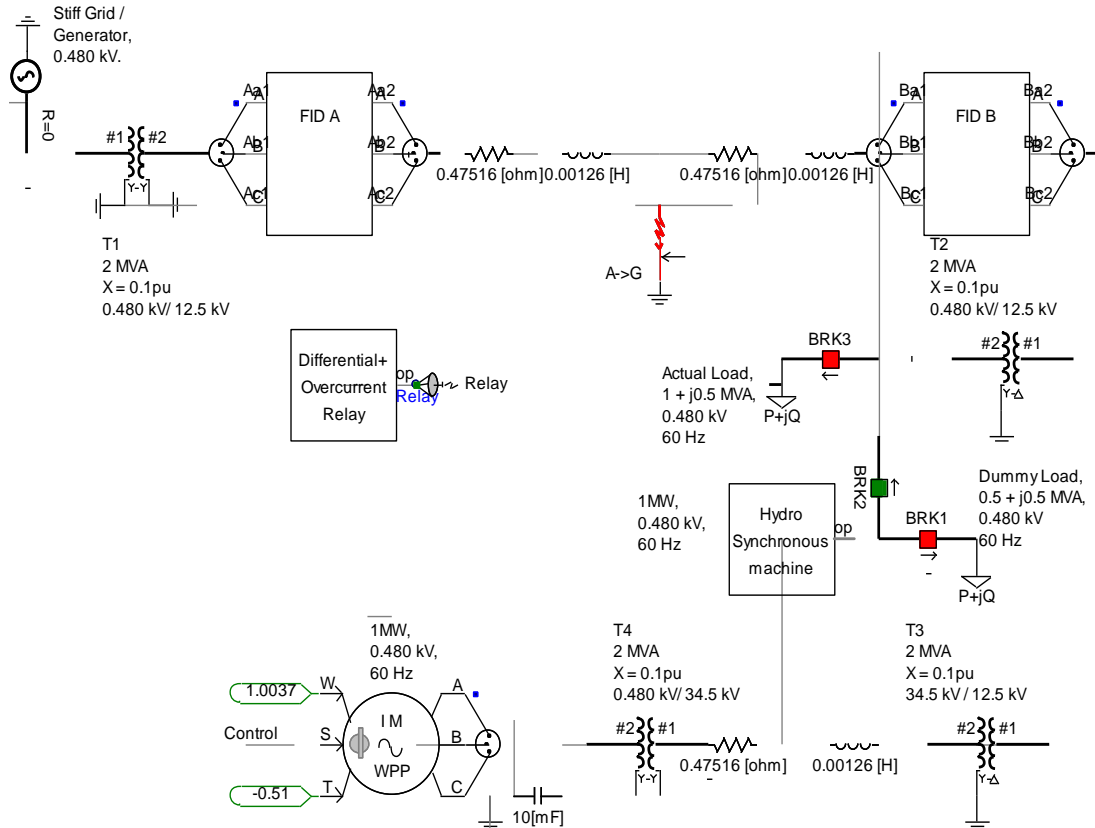 Stiff Grid /
Generator,
0.480 kV.
R=0
#1
#2
Y-Y
T1
2 MVA
X = 0.1pu
0.480 kV/ 12.5 kV
Aa1
A
Ab1
B
Ac1
C
FID A
Aa2
A
Ab2
B
Ac2
C
0.47516 [ohm]
0.00126 [H]
0.47516 [ohm]
0.00126 [H]
A->G
Ba1
A
Bb1
B
Bc1
C
FID B
Ba2
A
Bb2
B
Bc2
C
T2
2 MVA
X = 0.1pu
0.480 kV/ 12.5 kV
#2
#1
Y-Δ
Differential+
Overcurrent
Relay
op
Relay
Relay
BRK3
Actual Load,
1 + j0.5 MVA,
0.480 kV
60 Hz
P+jQ
BRK2
BRK1
Dummy Load,
0.5 + j0.5 MVA,
0.480 kV
60 Hz
P+jQ
1MW,
0.480 kV,
60 Hz
Hydro
Synchronous
machine
op
1MW,
0.480 kV,
60 Hz
1.0037
W
Control
S
-0.51
T
I M
WPP
A
B
C
10[mF]
T4
2 MVA
X = 0.1pu
0.480 kV/ 34.5 kV
#2
#1
Y-Y
0.47516 [ohm]
0.00126 [H]
T3
2 MVA
X = 0.1pu
34.5 kV / 12.5 kV
#2
#1
Y-Δ